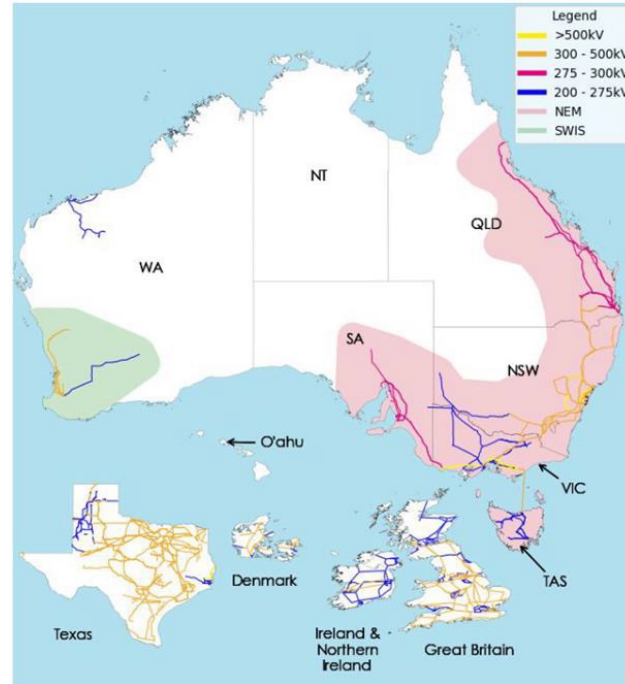 Legend
>500kV
300 - 500kV
275 - 300kV
200 - 275kV
NEM
SWIS
NT
QLD
WA
SA
NSW
O'ahu
VIC
TAS
Denmark
Texas
Ireland &
Northern
Ireland
Great Britain